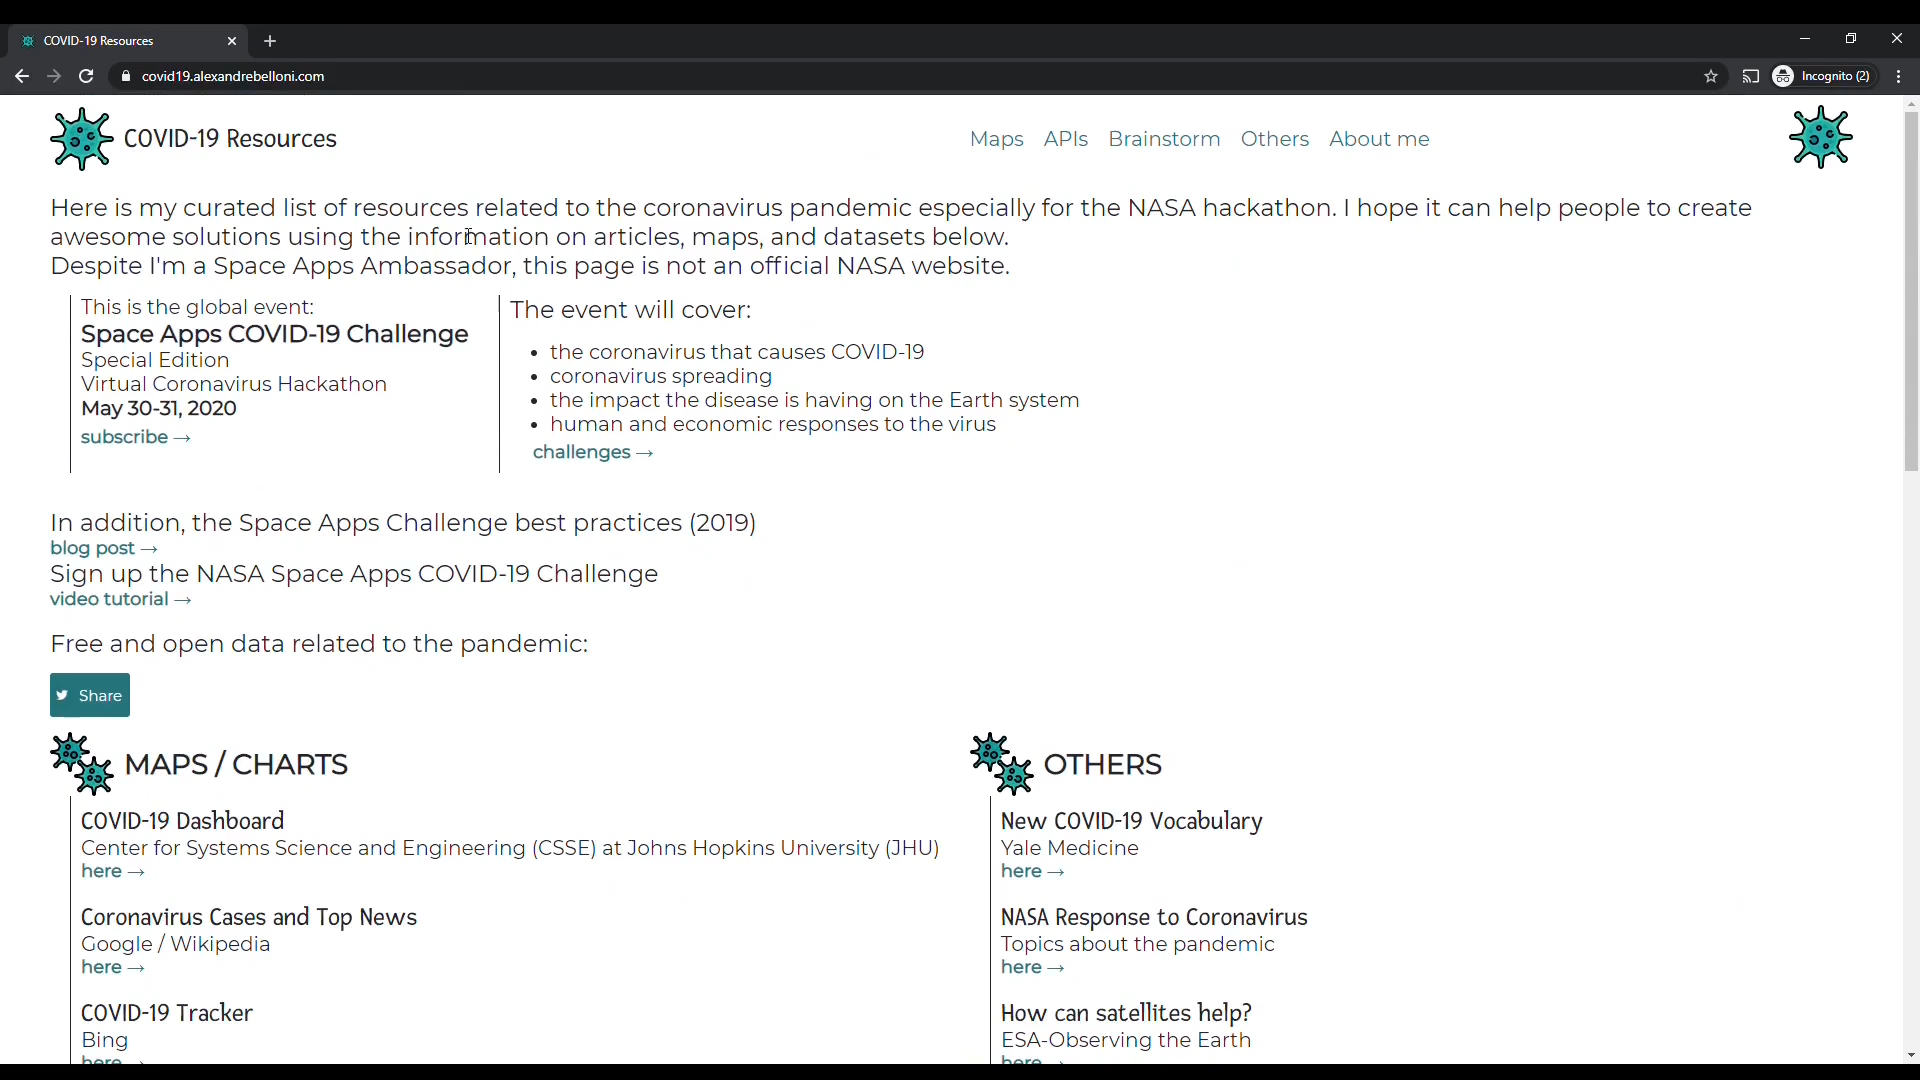 COVID-19 Resources
covid19.alexandrebelloni.com
Incognito (2)
COVID-19 Resources
Maps APIs Brainstorm Others About me
Here is my curated list of resources related to the coronavirus pandemic especially for the NASA hackathon. I hope it can help people to create
awesome solutions using the information on articles, maps, and datasets below.
Despite I'm a Space Apps Ambassador, this page is not an official NASA website.
This is the global event:
Space Apps COVID-19 Challenge
Special Edition
Virtual Coronavirus Hackathon
May 30-31, 2020
subscribe →
The event will cover:
• the coronavirus that causes COVID-19
• coronavirus spreading
• the impact the disease is having on the Earth system
• human and economic responses to the virus
challenges →
In addition, the Space Apps Challenge best practices (2019)
blog post →
Sign up the NASA Space Apps COVID-19 Challenge
video tutorial →
Free and open data related to the pandemic:
Share
MAPS / CHARTS
COVID-19 Dashboard
Center for Systems Science and Engineering (CSSE) at Johns Hopkins University (JHU)
here →
Coronavirus Cases and Top News
Google / Wikipedia
here →
COVID-19 Tracker
Bing
here →
OTHERS
New COVID-19 Vocabulary
Yale Medicine
here →
NASA Response to Coronavirus
Topics about the pandemic
here →
How can satellites help?
ESA-Observing the Earth
here →